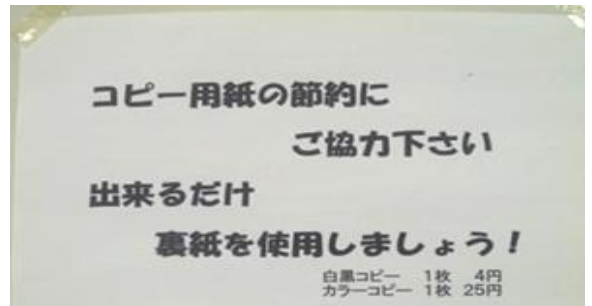 コピー用紙の節約に
ご協力下さい
出来るだけ
裏紙を使用しましょう!
白黒コピー 1枚 4円
カラーコピー 1枚 25円